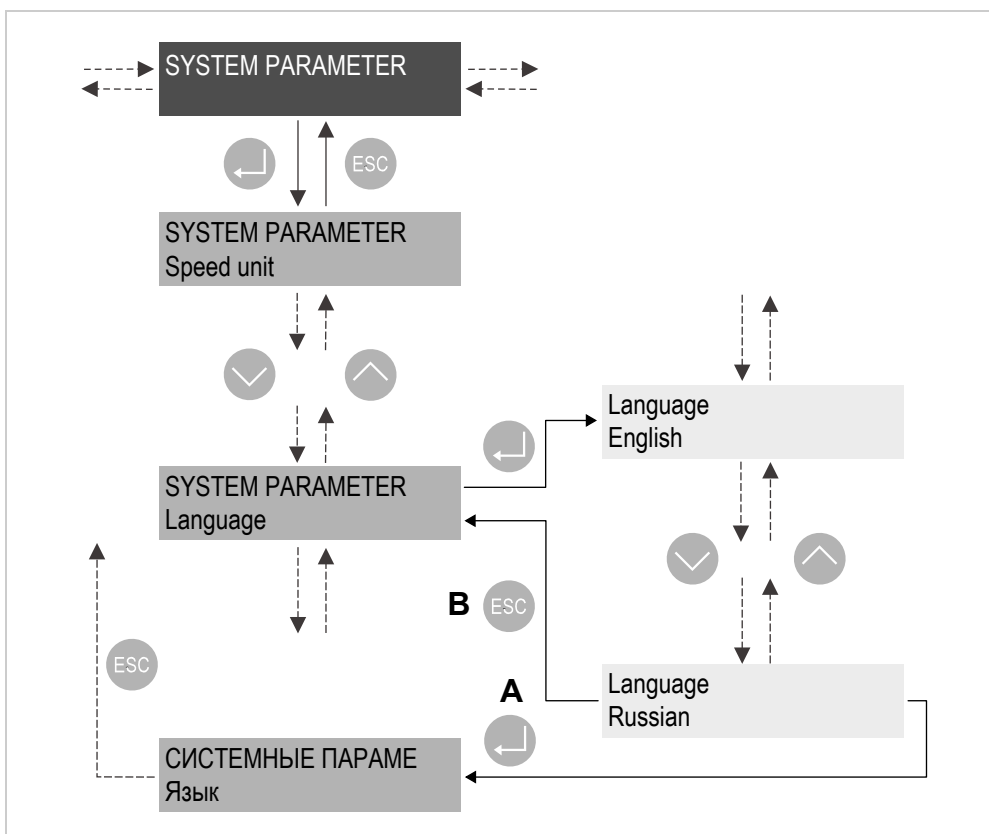 SYSTEM PARAMETER
ESC
SYSTEM PARAMETER
Speed unit
Language
English
SYSTEM PARAMETER
Language
B ESC
ESC
A
Language
Russian
СИСТЕМНЫЕ ПАРАМЕ
Язык